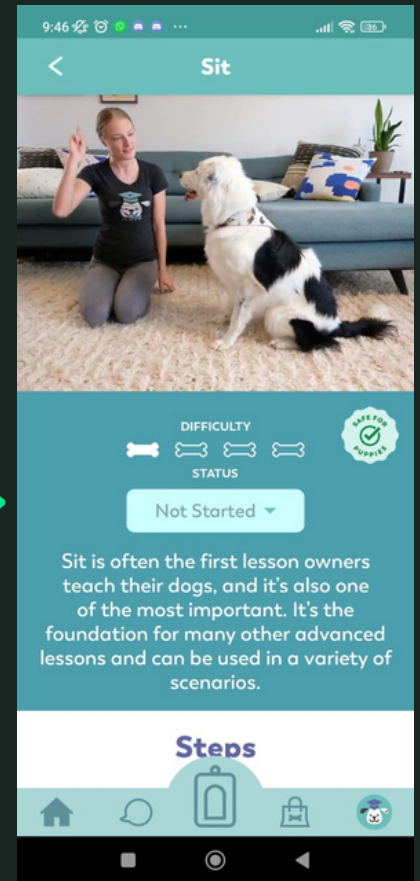 9:46
36
Sit
DIFFICULTY
SAFE FOR
PUPPIES
STATUS
Not Started
Sit is often the first lesson owners
teach their dogs, and it's also one
of the most important. It's the
foundation for many other advanced
lessons and can be used in a variety of
scenarios.
Steps